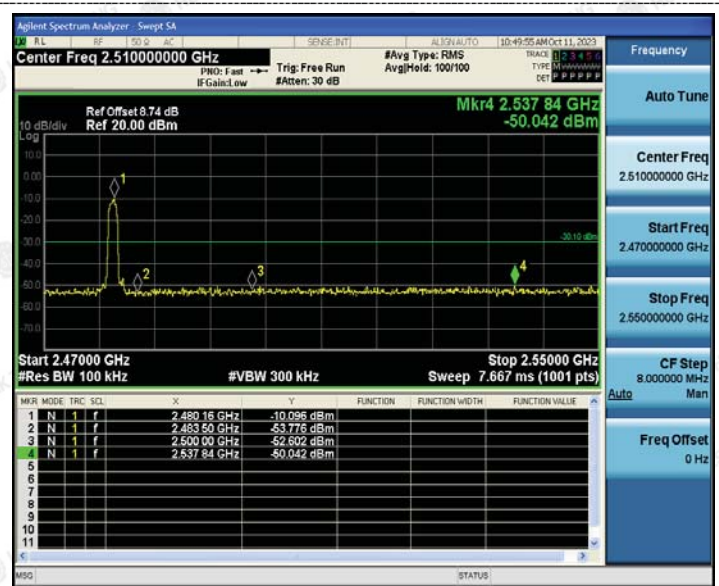 Agilent Spectrum Analyzer - Swept SA
RL RF 50 Ω AC SENSE:INT ALIGNAUTO 10:49:55 AM Oct 11, 2023
Center Freq 2.510000000 GHz
PNO: Fast
IFGain:Low
Trig: Free Run
#Atten: 30 dB
#Avg Type: RMS
Avg|Hold: 100/100
TRACE 1 2 3 4 5 6
TYPE M
DET P P P P P P
Frequency
Auto Tune
Center Freq
2.510000000 GHz
Start Freq
2.470000000 GHz
Stop Freq
2.550000000 GHz
CF Step
8.000000 MHz
Auto Man
Freq Offset
0 Hz
Ref Offset 8.74 dB
10 dB/div Ref 20.00 dBm
Log
Mkr4 2.537 84 GHz
-50.042 dBm
10.0
0.00
-10.0
-20.0
-30.0
-40.0
-50.0
-60.0
-70.0
1
2
3
4
-30.10 dBm
Start 2.47000 GHz Stop 2.55000 GHz
#Res BW 100 kHz #VBW 300 kHz Sweep 7.667 ms (1001 pts)
MKR MODE TRC SCL X Y FUNCTION FUNCTION WIDTH FUNCTION VALUE
1 N 1 f 2.480 16 GHz -10.096 dBm
2 N 1 f 2.483 50 GHz -53.776 dBm
3 N 1 f 2.500 00 GHz -52.602 dBm
4 N 1 f 2.537 84 GHz -50.042 dBm
5
6
7
8
9
10
11
MSG STATUS